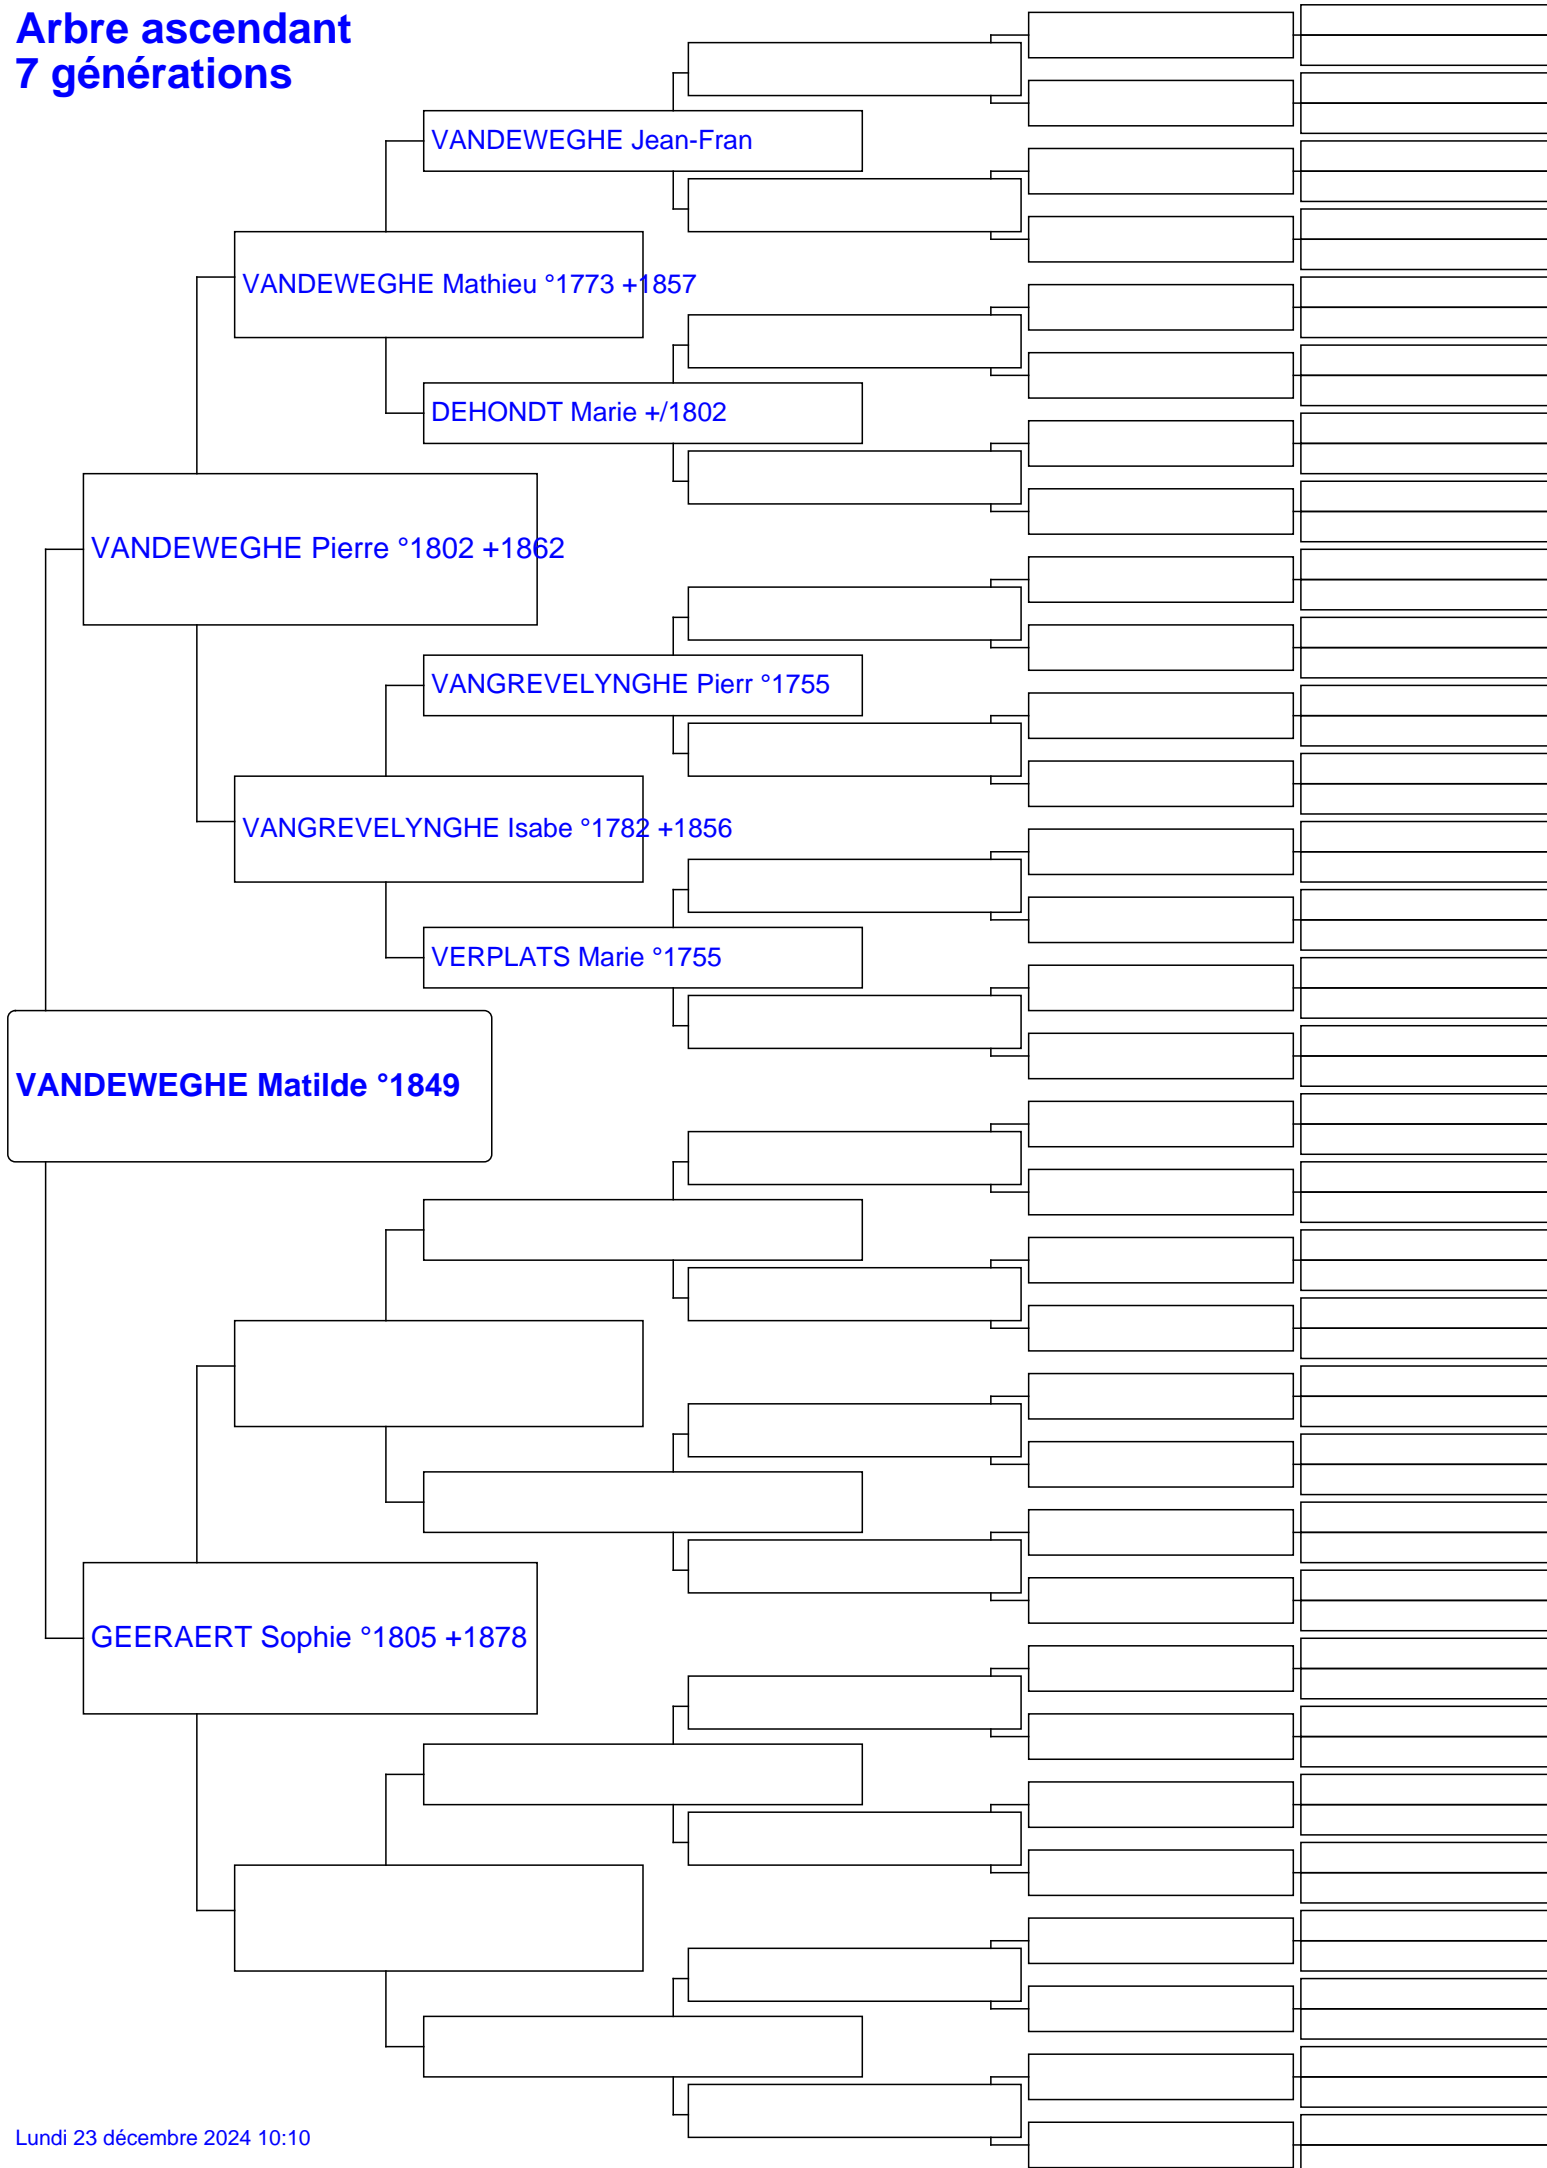 Arbre ascendant
7 générations
VANDEWEGHE Jean-Fran
VANDEWEGHE Mathieu °1773 +1857
DEHONDT Marie +/1802
VANDEWEGHE Pierre °1802 +1862
VANGREVELYNGHE Pierr °1755
VANGREVELYNGHE Isabe °1782 +1856
VERPLATS Marie °1755
VANDEWEGHE Matilde °1849
GEERAERT Sophie °1805 +1878
Lundi 23 décembre 2024 10:10